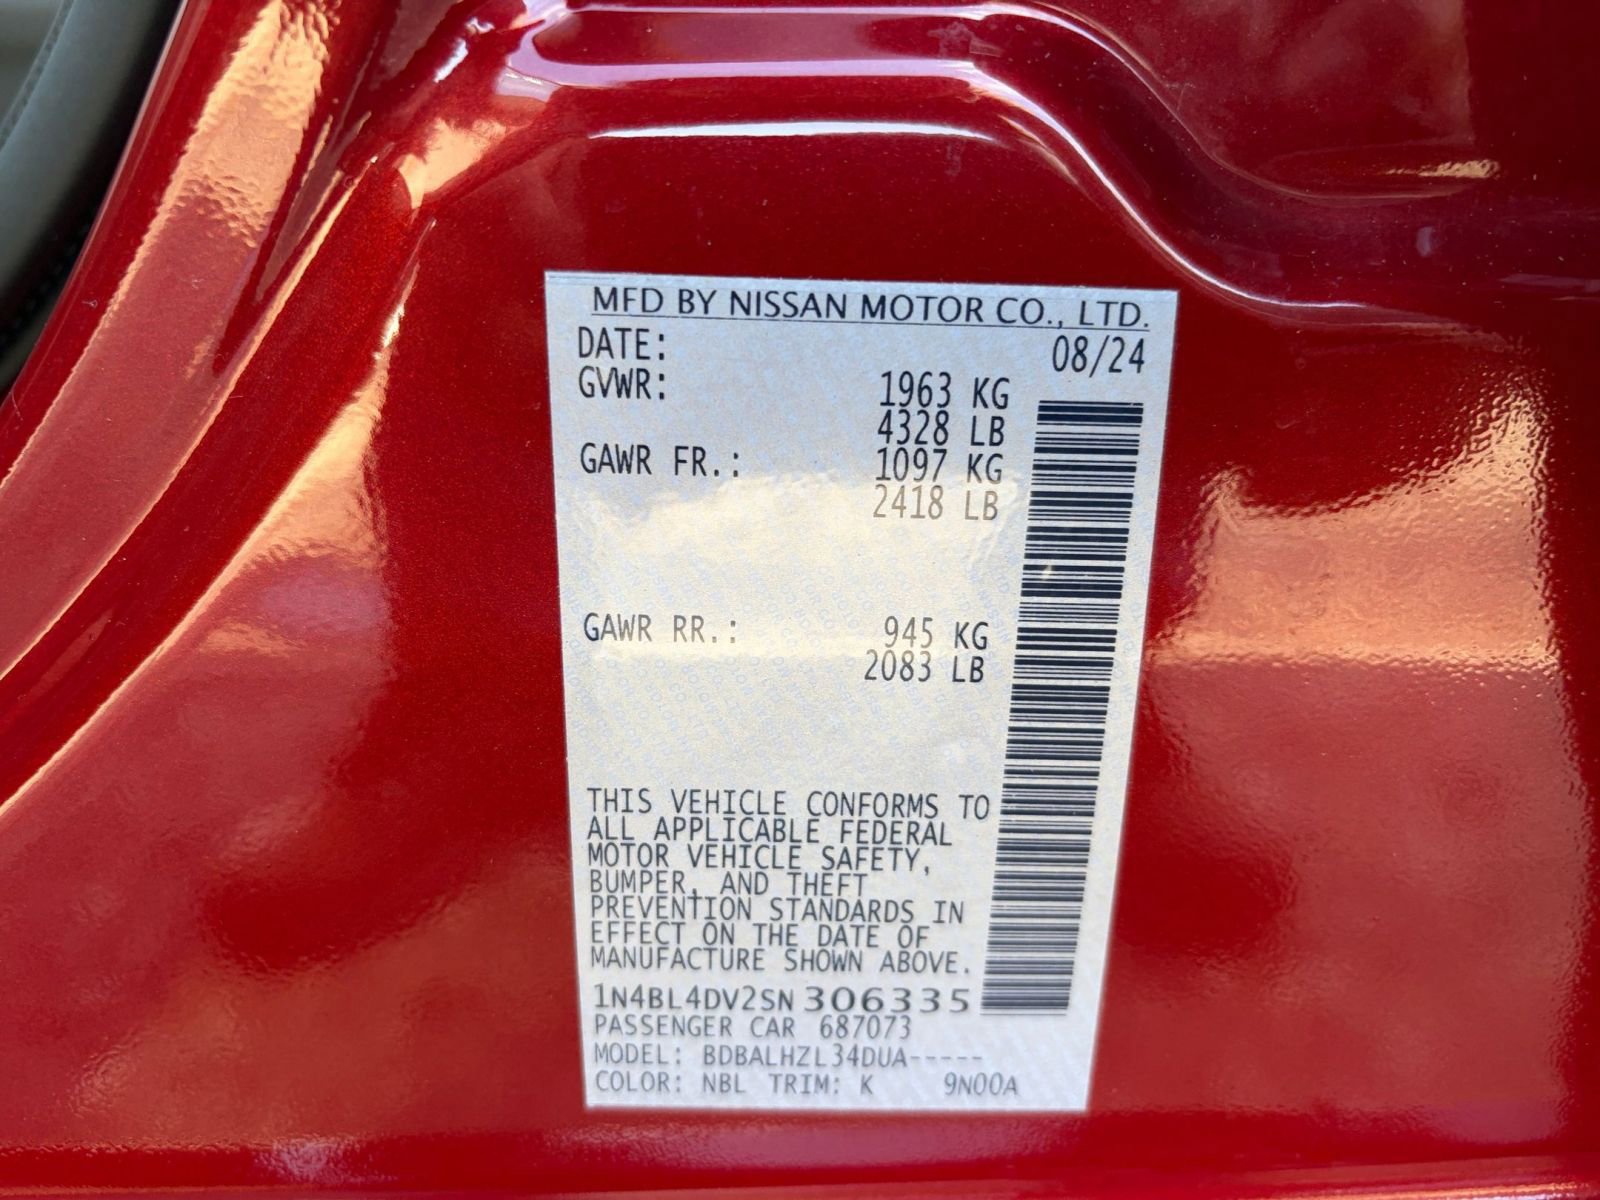 MFD BY NISSAN MOTOR CO., LTD.
DATE: 08/24
GVWR: 1963 KG
4328 LB
GAWR FR.: 1097 KG
2418 LB
GAWR RR.: 945 KG
2083 LB
THIS VEHICLE CONFORMS TO
ALL APPLICABLE FEDERAL
MOTOR VEHICLE SAFETY,
BUMPER, AND THEFT
PREVENTION STANDARDS IN
EFFECT ON THE DATE OF
MANUFACTURE SHOWN ABOVE.
1N4BL4DV2SN306335
PASSENGER CAR 687073
MODEL: BDBALHZL34DUA-----
COLOR: NBL TRIM: K 9N00A